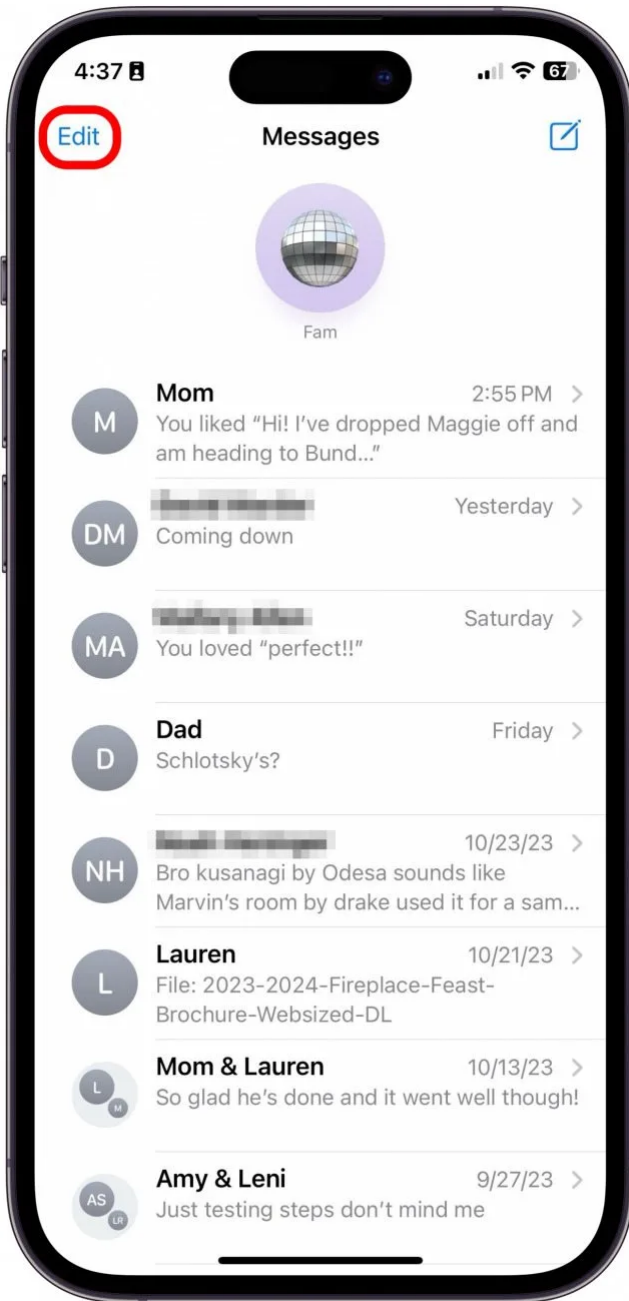 4:37
67
Edit
Messages
Fam
M
Mom
2:55 PM
You liked “Hi! I’ve dropped Maggie off and
am heading to Bund...”
DM
Yesterday
Coming down
MA
Saturday
You loved “perfect!!”
D
Dad
Friday
Schlotsky’s?
NH
10/23/23
Bro kusanagi by Odesa sounds like
Marvin’s room by drake used it for a sam...
L
Lauren
10/21/23
File: 2023-2024-Fireplace-Feast-
Brochure-Websized-DL
L
M
Mom & Lauren
10/13/23
So glad he’s done and it went well though!
AS
LR
Amy & Leni
9/27/23
Just testing steps don’t mind me